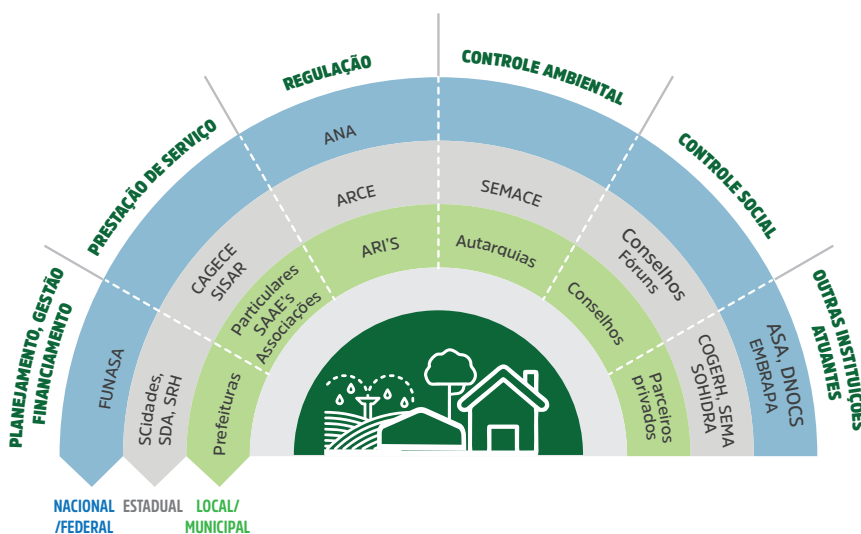 PLANEJAMENTO, GESTÃO
FINANCIAMENTO
PRESTAÇÃO DE SERVIÇO
REGULAÇÃO
CONTROLE AMBIENTAL
CONTROLE SOCIAL
OUTRAS INSTITUIÇÕES
ATUANTES
FUNASA
SCidades,
SDA, SRH
Prefeituras
CAGECE
SISAR
Particulares
SAAE's
Associações
ANA
ARCE
ARI'S
SEMACE
Autarquias
Conselhos
Fóruns
Conselhos
ASA, DNOCS
EMBRAPA
COGERH, SEMA
SOHIDRA
Parceiros
privados
NACIONAL
/FEDERAL
ESTADUAL
LOCAL/
MUNICIPAL